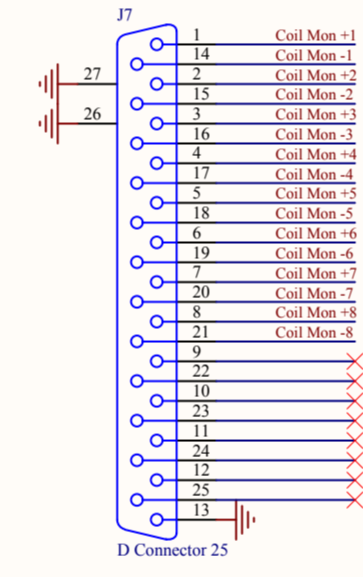 J7
1 Coil Mon +1
14 Coil Mon -1
27 2 Coil Mon +2
15 Coil Mon -2
26 3 Coil Mon +3
16 Coil Mon -3
4 Coil Mon +4
17 Coil Mon -4
5 Coil Mon +5
18 Coil Mon -5
6 Coil Mon +6
19 Coil Mon -6
7 Coil Mon +7
20 Coil Mon -7
8 Coil Mon +8
21 Coil Mon -8
9
22
10
23
11
24
12
25
13
D Connector 25